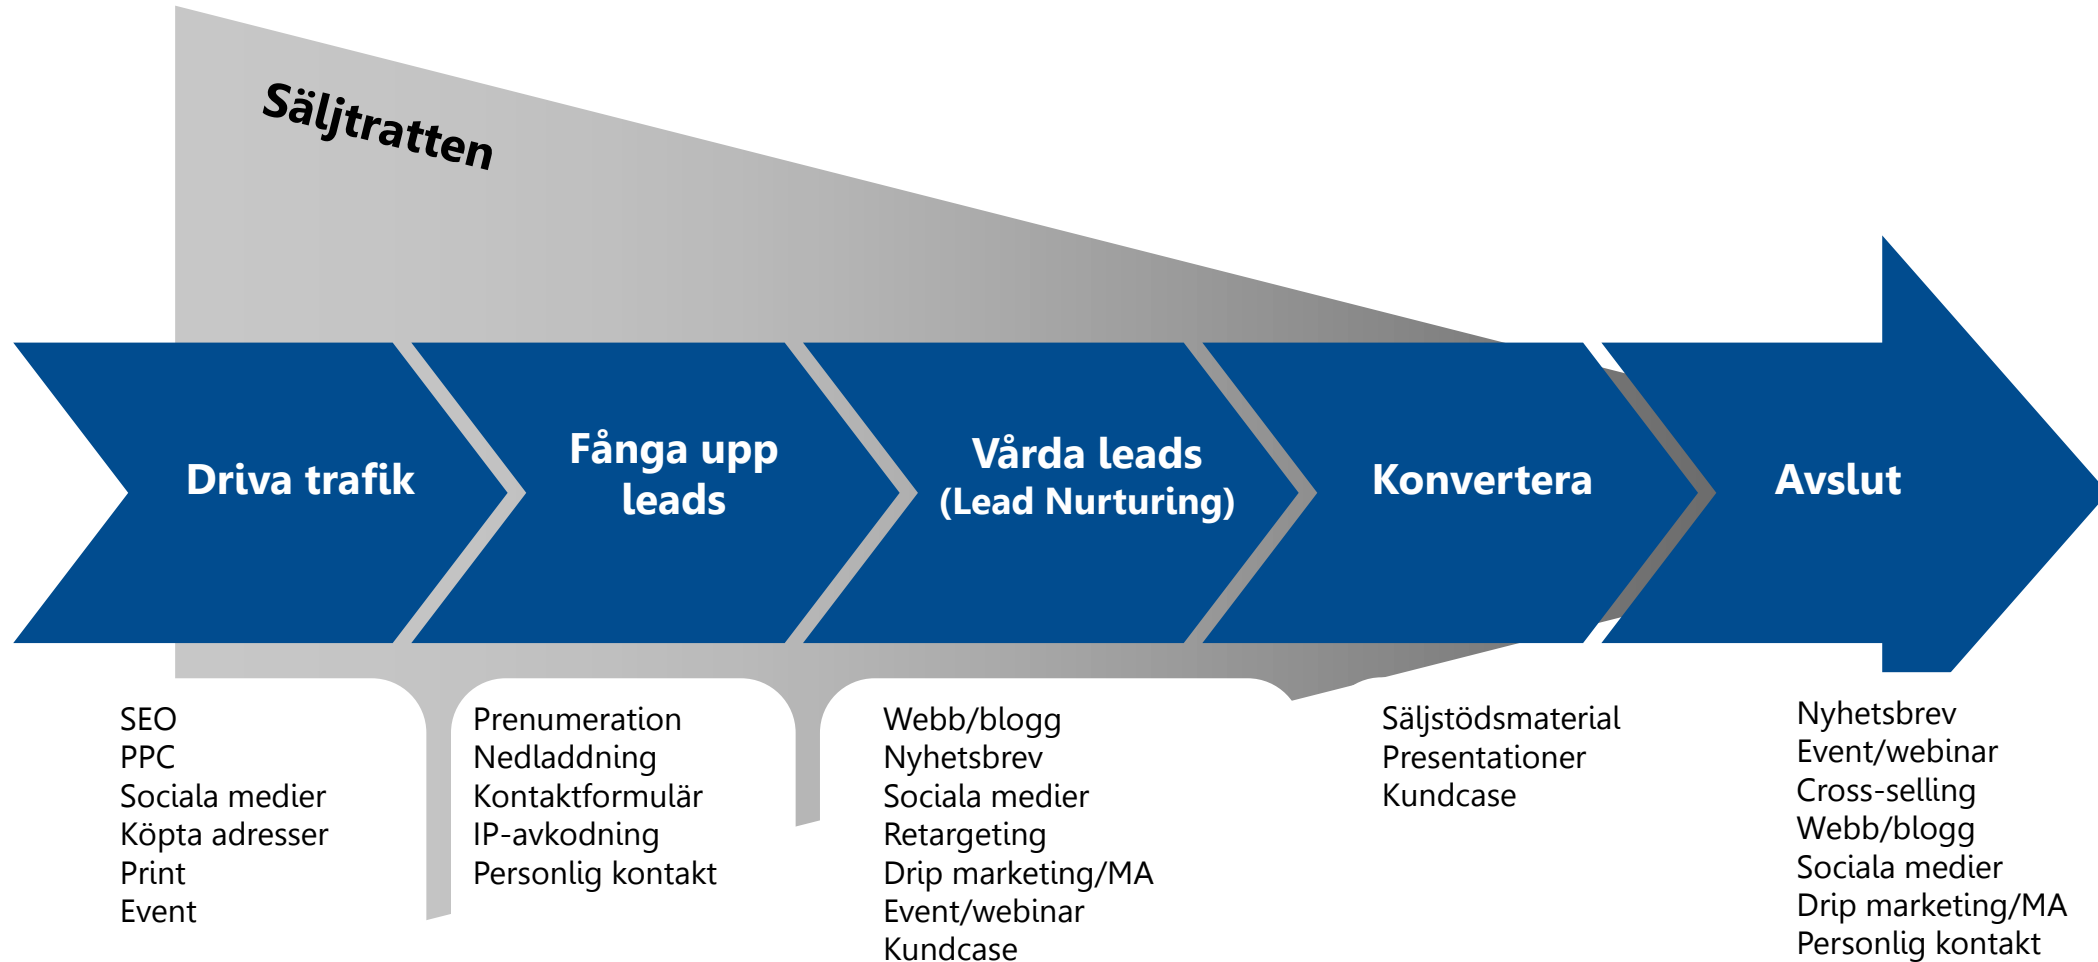 Säljtratten
Driva trafik
Fånga upp
leads
Vårda leads
(Lead Nurturing)
Konvertera
Avslut
SEO
PPC
Sociala medier
Köpta adresser
Print
Event
Prenumeration
Nedladdning
Kontaktformulär
IP-avkodning
Personlig kontakt
Webb/blogg
Nyhetsbrev
Sociala medier
Retargeting
Drip marketing/MA
Event/webinar
Kundcase
Säljstödsmaterial
Presentationer
Kundcase
Nyhetsbrev
Event/webinar
Cross-selling
Webb/blogg
Sociala medier
Drip marketing/MA
Personlig kontakt